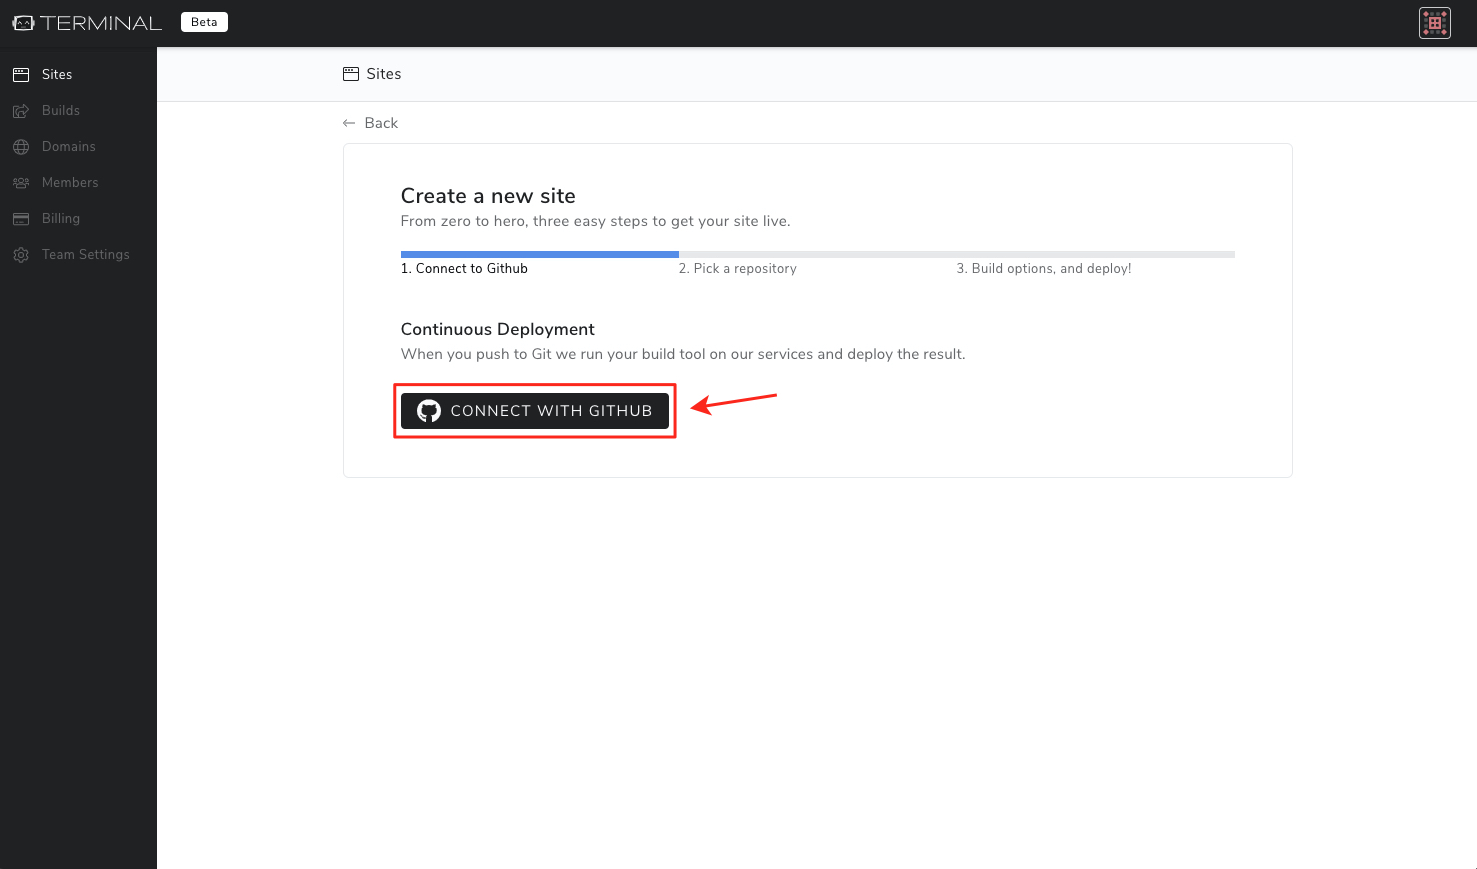 TERMINAL Beta
Sites
Builds
Domains
Members
Billing
Team Settings
Sites
Back
Create a new site
From zero to hero, three easy steps to get your site live.
1. Connect to Github 2. Pick a repository 3. Build options, and deploy!
Continuous Deployment
When you push to Git we run your build tool on our services and deploy the result.
CONNECT WITH GITHUB